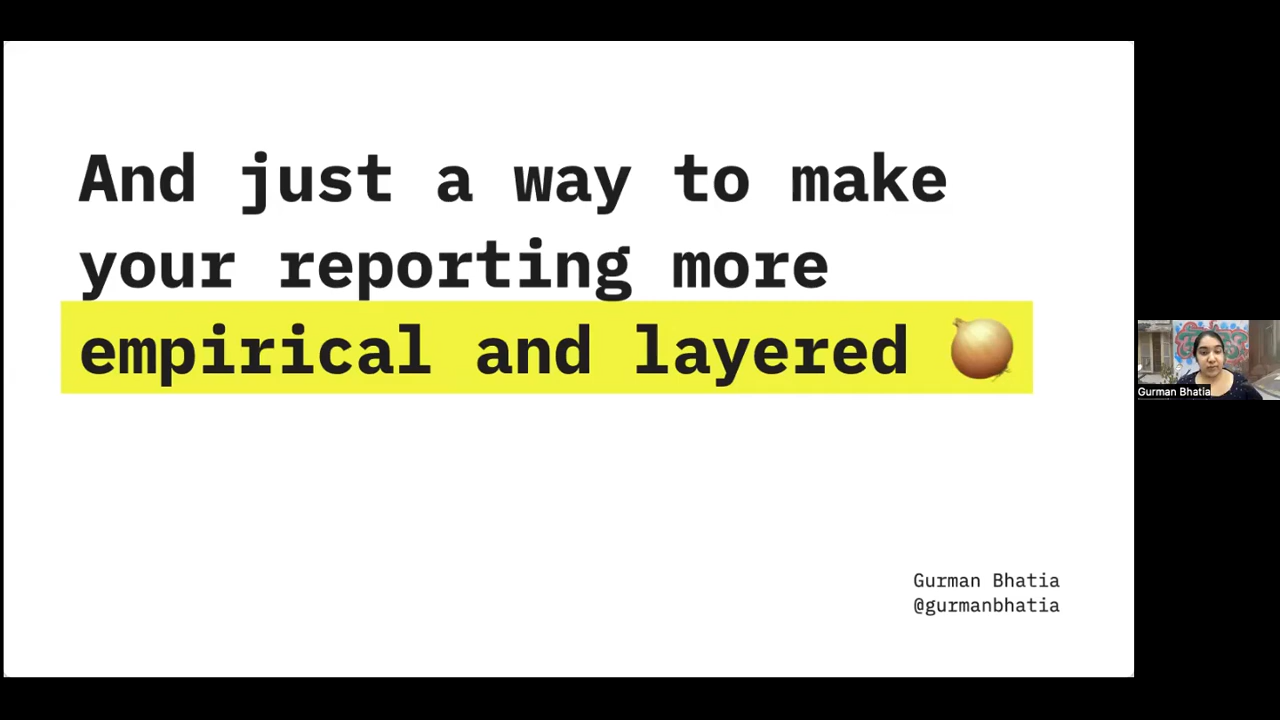 And just a way to make
your reporting more
empirical and layered 🧅
Gurman Bhatia
@gurmanbhatia
Gurman Bhatia